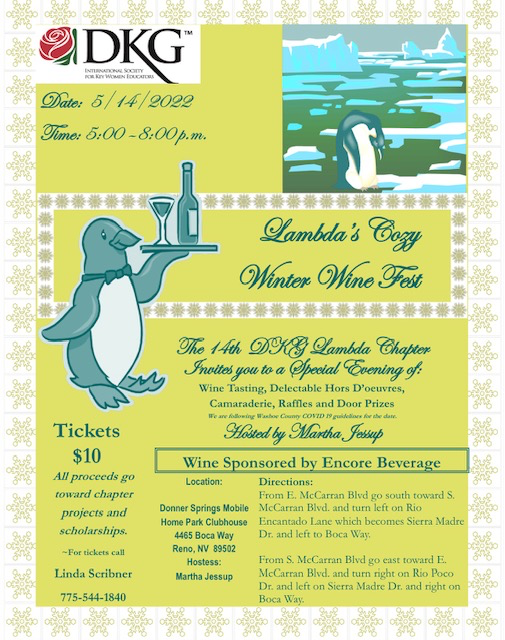 DKG™
INTERNATIONAL SOCIETY
FOR KEY WOMEN EDUCATORS
Date: 5/14/2022
Time: 5:00 - 8:00p.m.
Lambda's Cozy
Winter Wine Fest
The 14th DKG Lambda Chapter
Invites you to a Special Evening of:
Wine Tasting, Delectable Hors D'oeuvres,
Camaraderie, Raffles and Door Prizes
We are following Washoe County COVID 19 guidelines for the date.
Hosted by Martha Jessup
Tickets
$10
All proceeds go
toward chapter
projects and
scholarships.
~For tickets call
Linda Scribner
775-544-1840
Wine Sponsored by Encore Beverage
Location:
Donner Springs Mobile
Home Park Clubhouse
4465 Boca Way
Reno, NV 89502
Hostess:
Martha Jessup
Directions:
From E. McCarran Blvd go south toward S.
McCarran Blvd. and turn left on Rio
Encantado Lane which becomes Sierra Madre
Dr. and left to Boca Way.
From S. McCarran Blvd go east toward E.
McCarran Blvd. and turn right on Rio Poco
Dr. and left on Sierra Madre Dr. and right on
Boca Way.